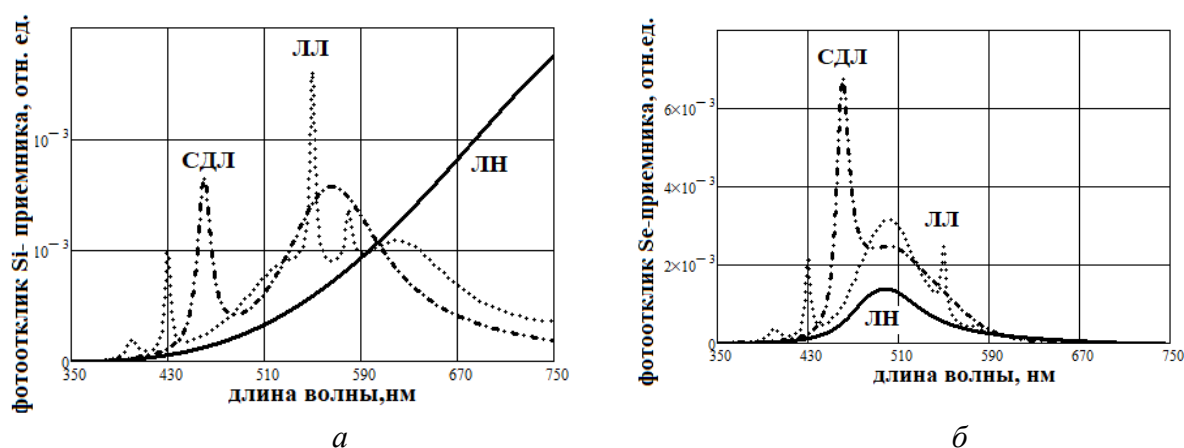 фотоотклик Si- приемника, отн. ед.
ЛЛ
СДЛ
ЛН
10⁻³
10⁻³
0
350 430 510 590 670 750
длина волны,нм
а
фотоотклик Se-приемника, отн.ед.
СДЛ
ЛЛ
ЛН
6×10⁻³
4×10⁻³
2×10⁻³
0
350 430 510 590 670 750
длина волны, нм
б